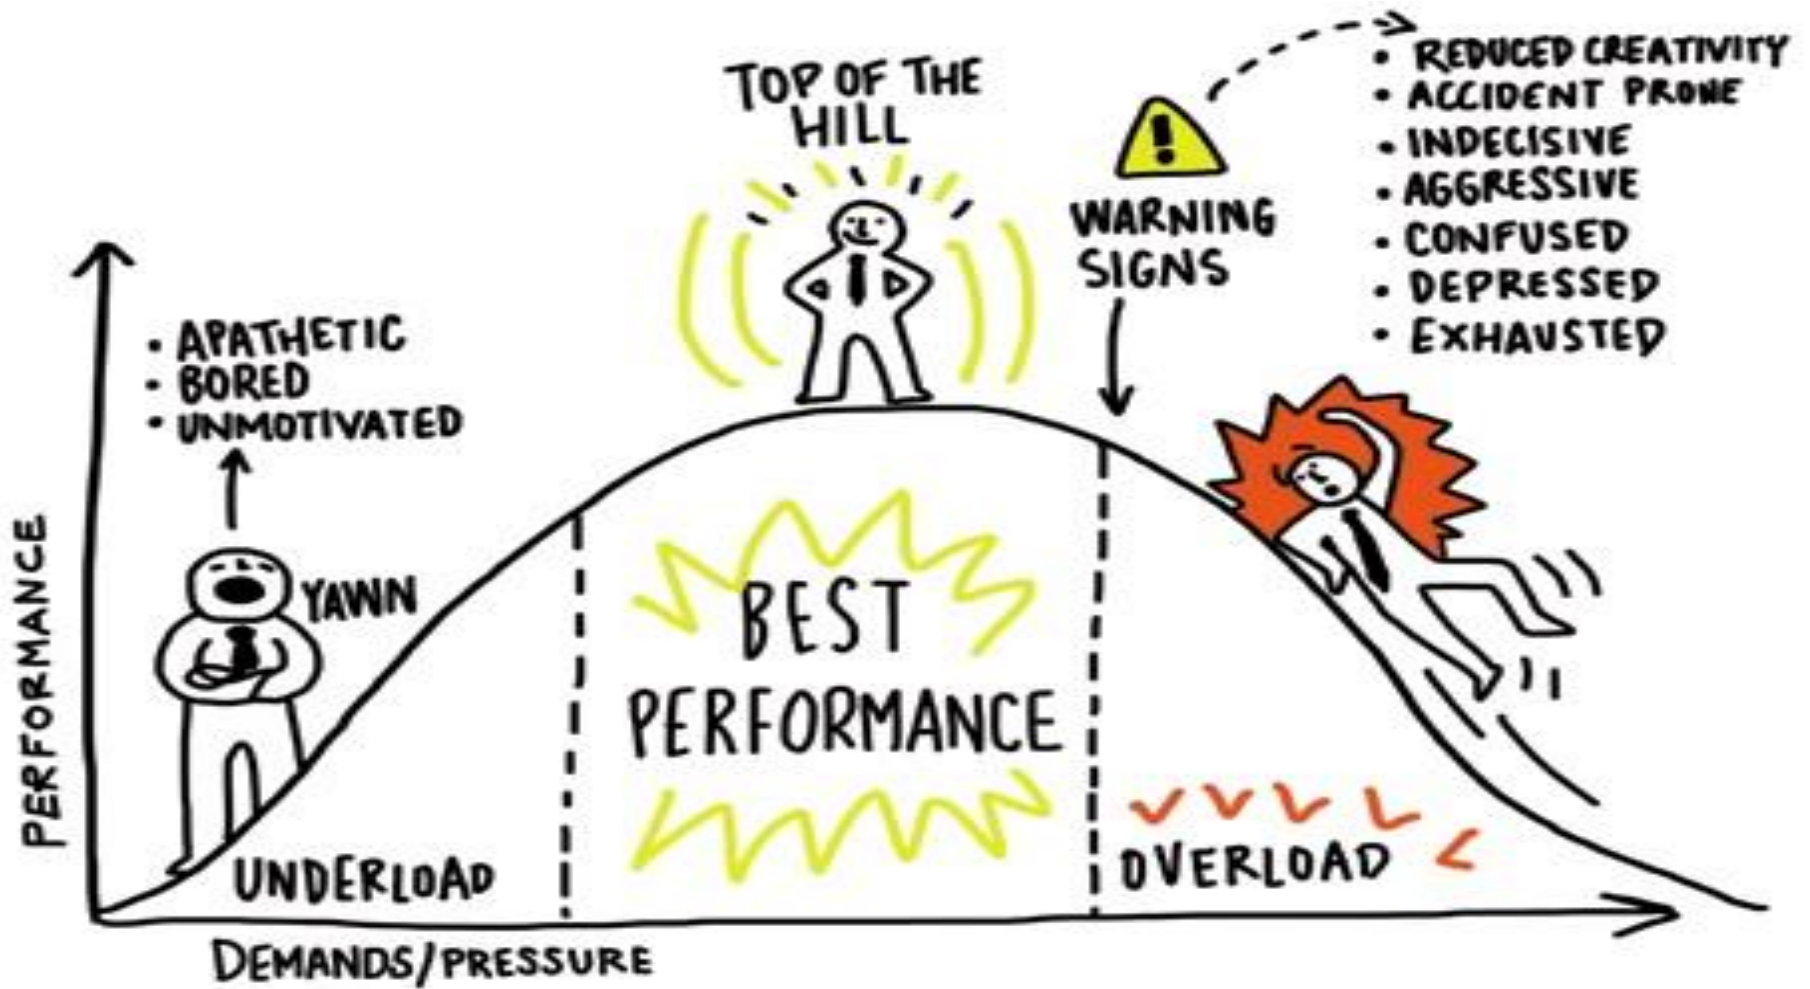 TOP OF THE
HILL
!
WARNING
SIGNS
• REDUCED CREATIVITY
• ACCIDENT PRONE
• INDECISIVE
• AGGRESSIVE
• CONFUSED
• DEPRESSED
• EXHAUSTED
• APATHETIC
• BORED
• UNMOTIVATED
YAWN
PERFORMANCE
BEST
PERFORMANCE
UNDERLOAD
OVERLOAD
DEMANDS/PRESSURE